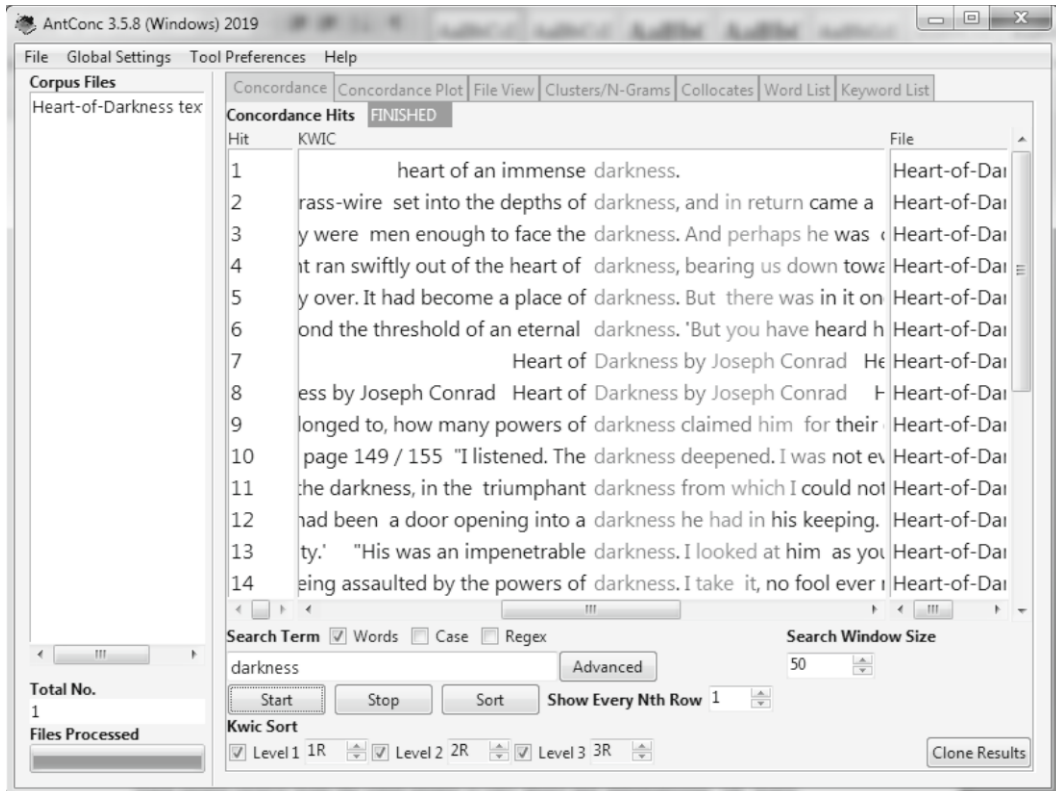 AntConc 3.5.8 (Windows) 2019
File Global Settings Tool Preferences Help
Corpus Files
Heart-of-Darkness tex
Total No.
1
Files Processed
Concordance Concordance Plot File View Clusters/N-Grams Collocates Word List Keyword List
Concordance Hits FINISHED
Hit KWIC File
1 heart of an immense darkness. Heart-of-Dar
2 rass-wire set into the depths of darkness, and in return came a Heart-of-Dar
3 y were men enough to face the darkness. And perhaps he was Heart-of-Dar
4 nt ran swiftly out of the heart of darkness, bearing us down towa Heart-of-Dar
5 y over. It had become a place of darkness. But there was in it on Heart-of-Dar
6 ond the threshold of an eternal darkness. 'But you have heard h Heart-of-Dar
7 Heart of Darkness by Joseph Conrad He Heart-of-Dar
8 ess by Joseph Conrad Heart of Darkness by Joseph Conrad H Heart-of-Dar
9 longed to, how many powers of darkness claimed him for their Heart-of-Dar
10 page 149 / 155 "I listened. The darkness deepened. I was not ev Heart-of-Dar
11 the darkness, in the triumphant darkness from which I could not Heart-of-Dar
12 had been a door opening into a darkness he had in his keeping. Heart-of-Dar
13 ty.' "His was an impenetrable darkness. I looked at him as you Heart-of-Dar
14 eing assaulted by the powers of darkness. I take it, no fool ever r Heart-of-Dar
Search Term Words Case Regex Search Window Size
darkness Advanced 50
Start Stop Sort Show Every Nth Row 1
Kwic Sort
Level 1 1R Level 2 2R Level 3 3R Clone Results